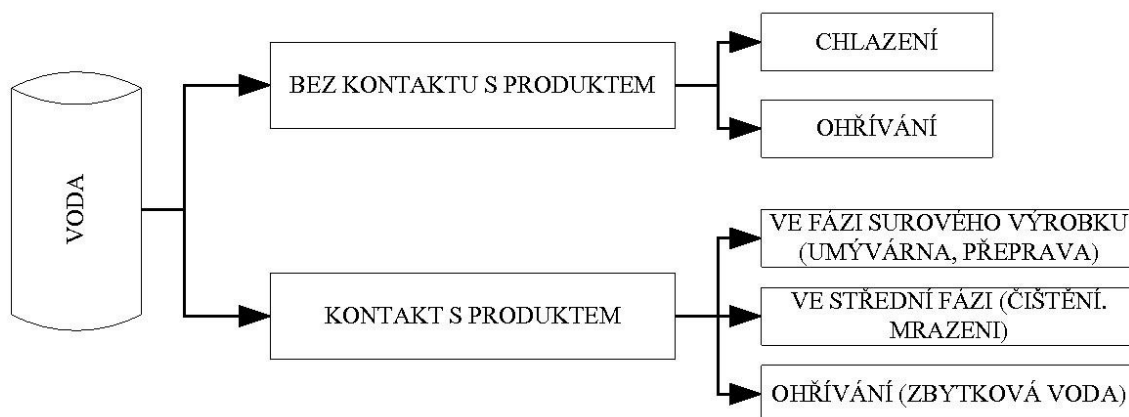 VODA
BEZ KONTAKTU S PRODUKTEM
CHLAZENÍ
OHŘÍVÁNÍ
KONTAKT S PRODUKTEM
VE FÁZI SUROVÉHO VÝROBKU
(UMÝVÁRNA, PŘEPRAVA)
VE STŘEDNÍ FÁZI (ČIŠTĚNÍ.
MRAZENI)
OHŘÍVÁNÍ (ZBYTKOVÁ VODA)